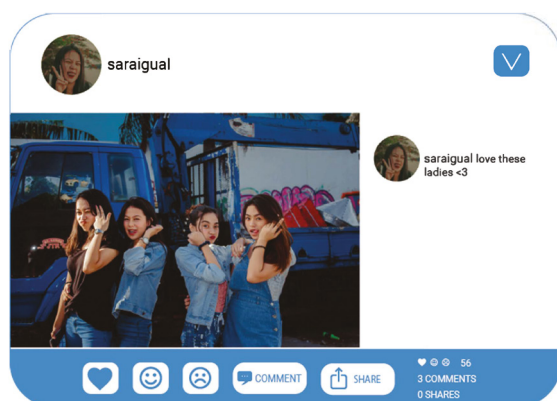 saraigual
saraigual love these
ladies <3
COMMENT
SHARE
56
3 COMMENTS
0 SHARES